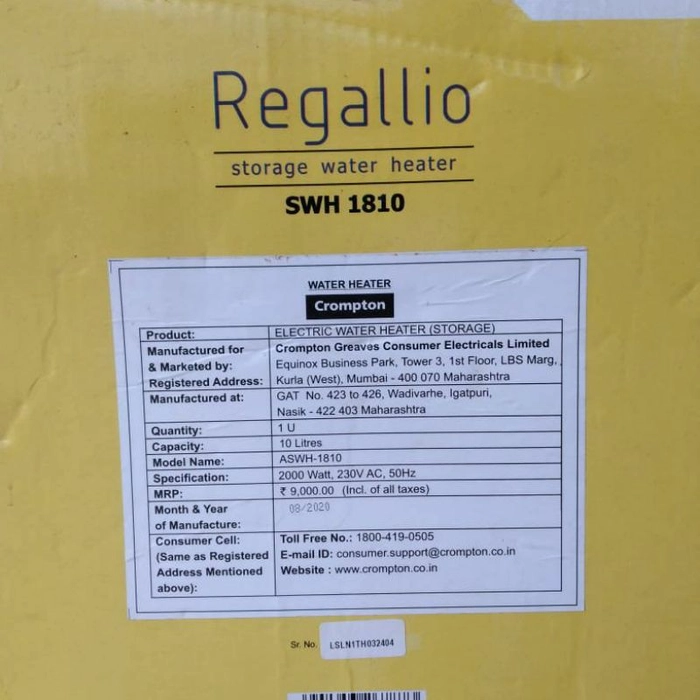 Regallio
storage water heater
SWH 1810
WATER HEATER
Crompton
Product: ELECTRIC WATER HEATER (STORAGE)
Manufactured for Crompton Greaves Consumer Electricals Limited
& Marketed by: Equinox Business Park, Tower 3, 1st Floor, LBS Marg,
Registered Address: Kurla (West), Mumbai - 400 070 Maharashtra
Manufactured at: GAT No. 423 to 426, Wadivarhe, Igatpuri,
Nasik - 422 403 Maharashtra
Quantity: 1 U
Capacity: 10 Litres
Model Name: ASWH-1810
Specification: 2000 Watt, 230V AC, 50Hz
MRP: ₹ 9,000.00 (Incl. of all taxes)
Month & Year 08/2020
of Manufacture:
Consumer Cell: Toll Free No.: 1800-419-0505
(Same as Registered E-mail ID: consumer.support@crompton.co.in
Address Mentioned Website : www.crompton.co.in
above):
Sr. No. LSLN1TH032404